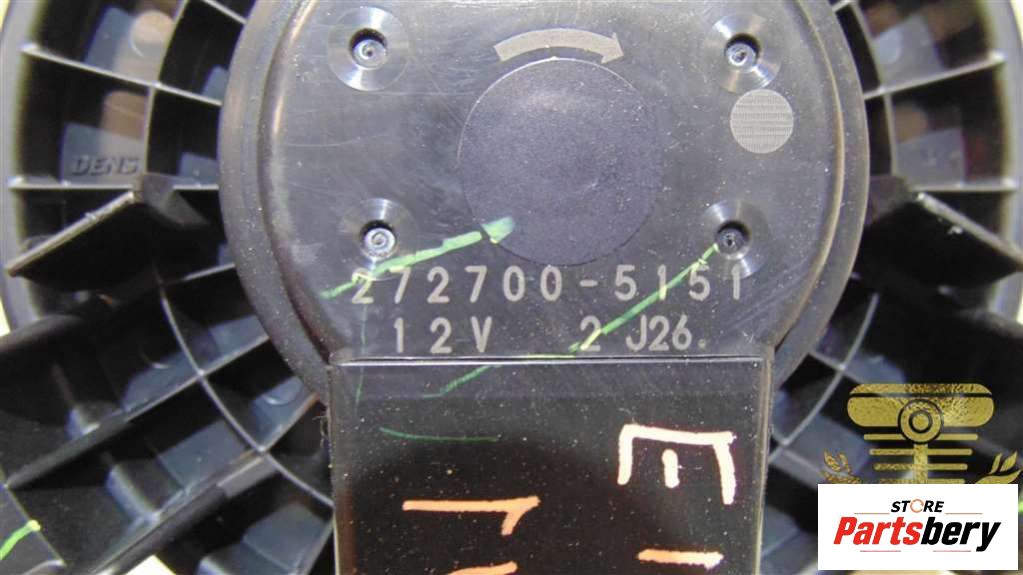 DENS
272700-5151
12V 2 J26.
STORE
Partsbery